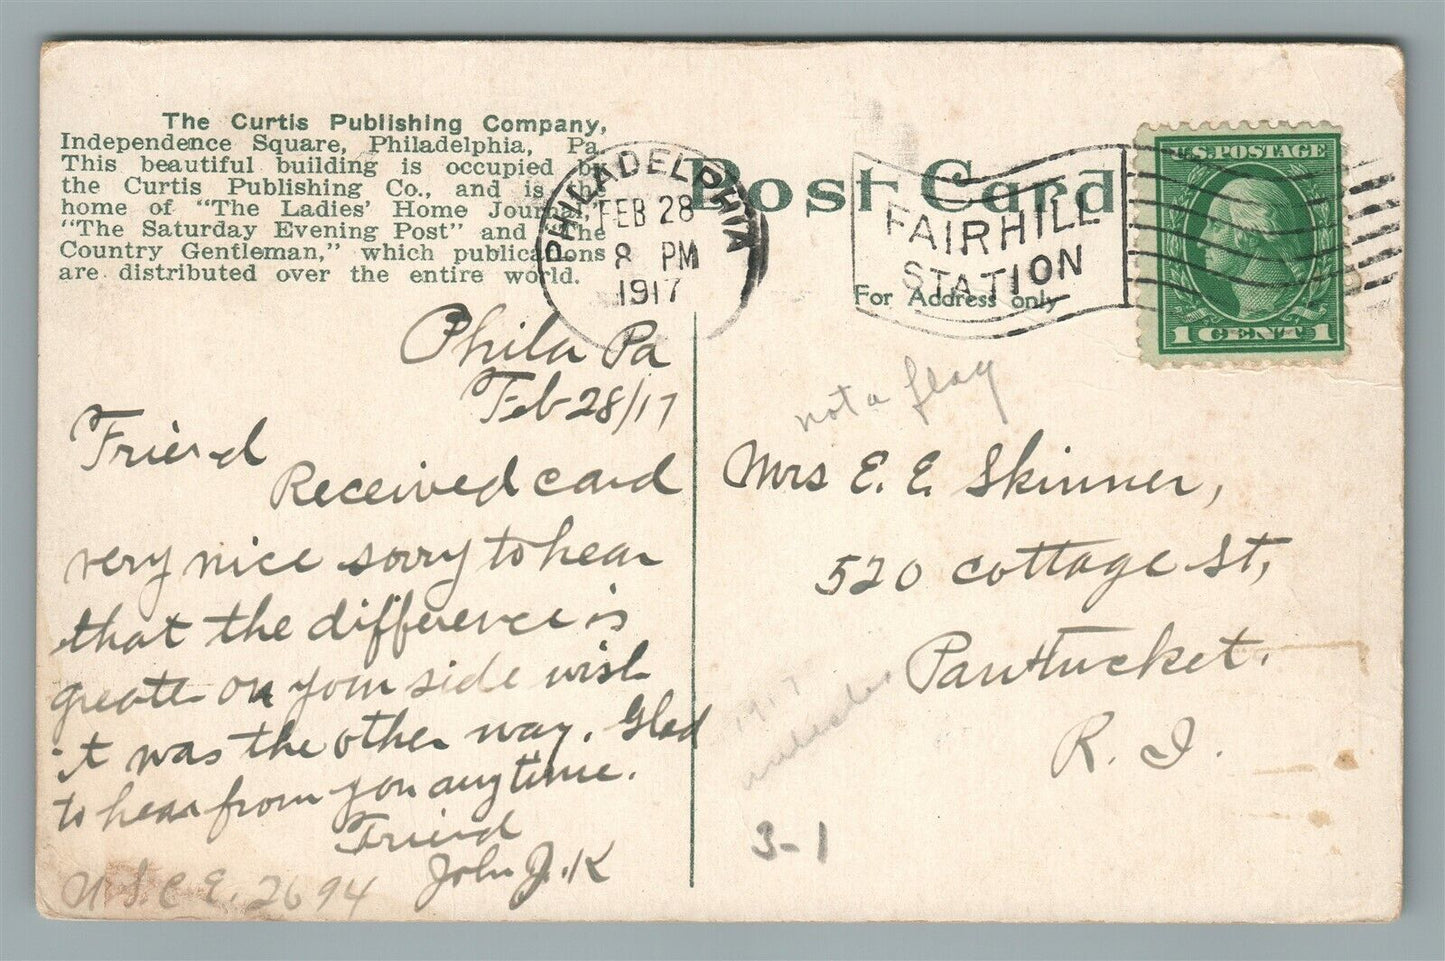 The Curtis Publishing Company,
Independence Square, Philadelphia, Pa.
This beautiful building is occupied by
the Curtis Publishing Co., and is the
home of "The Ladies' Home Journal,"
"The Saturday Evening Post" and "The
Country Gentleman," which publications
are distributed over the entire world.
PHILADELPHIA
FEB 28
8 PM
1917
Post Card
FAIRHILL
STATION
For Address only
U.S. POSTAGE
1 CENT 1
Phila Pa
Feb 28/17
Friend
Received card
very nice sorry to hear
that the difference is
greater on your side wish
it was the other way. Glad
to hear from you anytime.
Friend
John J. K
U.S.C.E. 2694
not a flag
Mrs E. E. Skinner,
520 Cottage St,
Pawtucket.
R. I.
1917
3-1